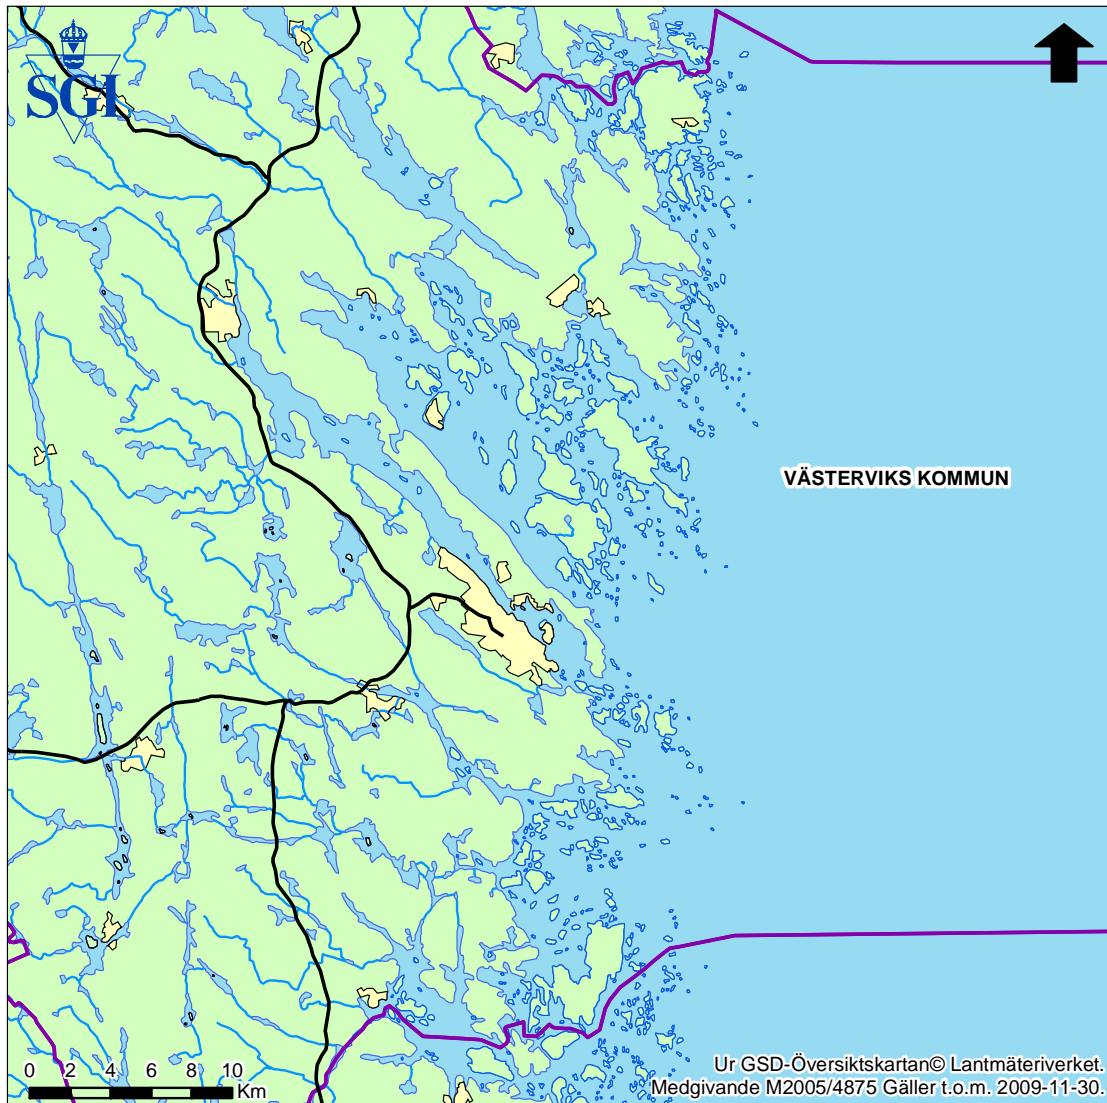 SGI
VÄSTERVIKS KOMMUN
0 2 4 6 8 10
Km
Ur GSD-Översiktskartan© Lantmäteriverket.
Medgivande M2005/4875 Gäller t.o.m. 2009-11-30.